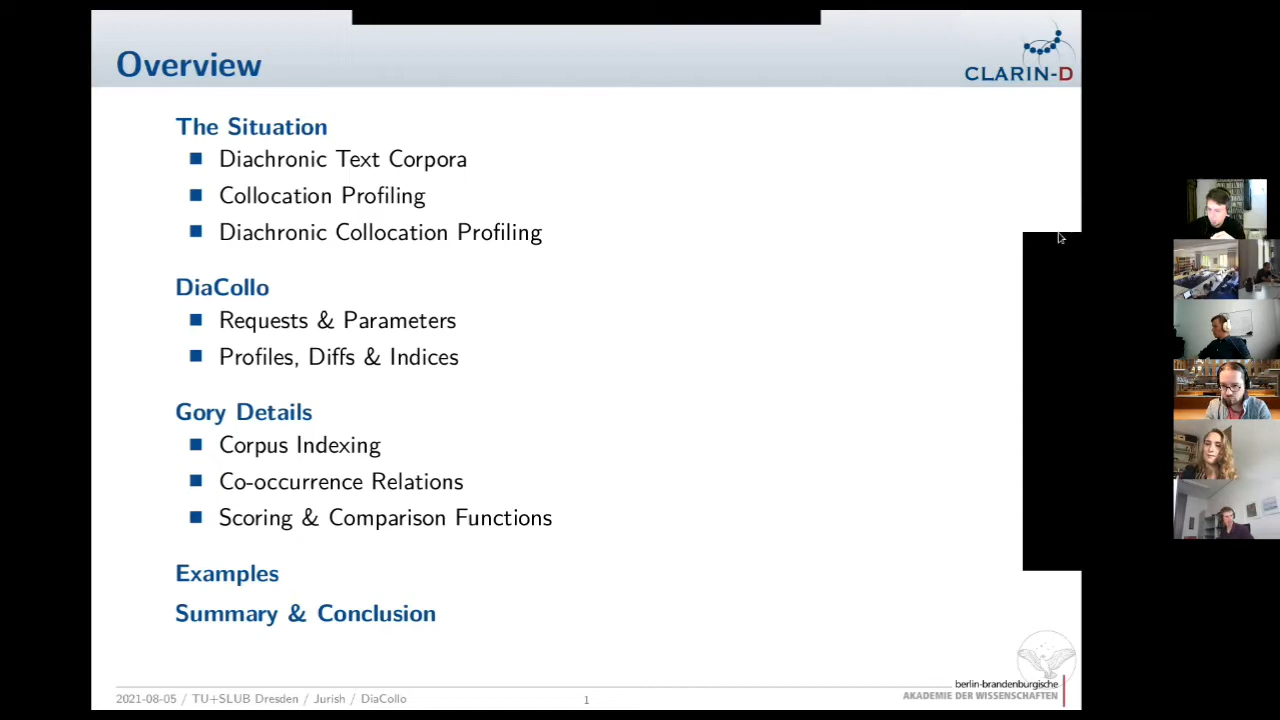 Overview
CLARIN-D
The Situation
Diachronic Text Corpora
Collocation Profiling
Diachronic Collocation Profiling
DiaCollo
Requests & Parameters
Profiles, Diffs & Indices
Gory Details
Corpus Indexing
Co-occurrence Relations
Scoring & Comparison Functions
Examples
Summary & Conclusion
2021-08-05 / TU+SLUB Dresden / Jurish / DiaCollo
1
berlin-brandenburgische
AKADEMIE DER WISSENSCHAFTEN